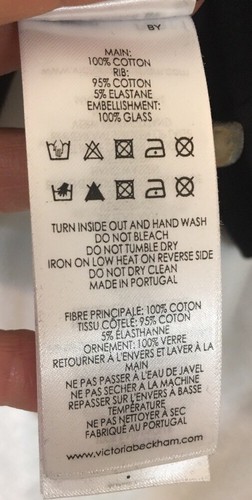 BY
MAIN:
100% COTTON
RIB:
95% COTTON
5% ELASTANE
EMBELLISHMENT:
100% GLASS
TURN INSIDE OUT AND HAND WASH
DO NOT BLEACH
DO NOT TUMBLE DRY
IRON ON LOW HEAT ON REVERSE SIDE
DO NOT DRY CLEAN
MADE IN PORTUGAL
FIBRE PRINCIPALE: 100% COTON
TISSU CÔTELÉ: 95% COTON
5% ÉLASTHANNE
ORNEMENT: 100% VERRE
RETOURNER À L'ENVERS ET LAVER À LA
MAIN
NE PAS PASSER À L'EAU DE JAVEL
NE PAS SÉCHER À LA MACHINE
REPASSER SUR L'ENVERS À BASSE
TEMPÉRATURE
NE PAS NETTOYER À SEC
FABRIQUÉ AU PORTUGAL
www.victoriabeckham.com